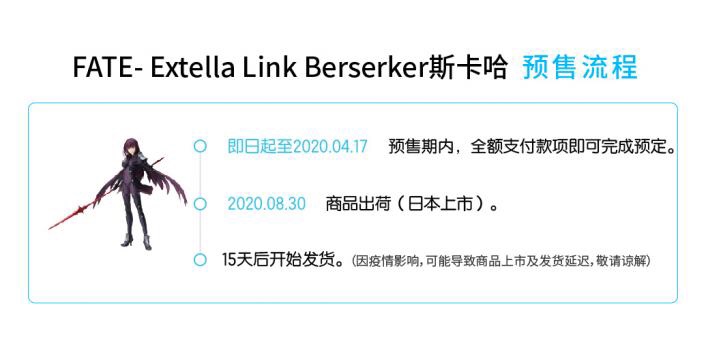 FATE- Extella Link Berserker斯卡哈 预售流程
即日起至2020.04.17 预售期内，全额支付款项即可完成预定。
2020.08.30 商品出荷（日本上市）。
15天后开始发货。(因疫情影响,可能导致商品上市及发货延迟,敬请谅解)